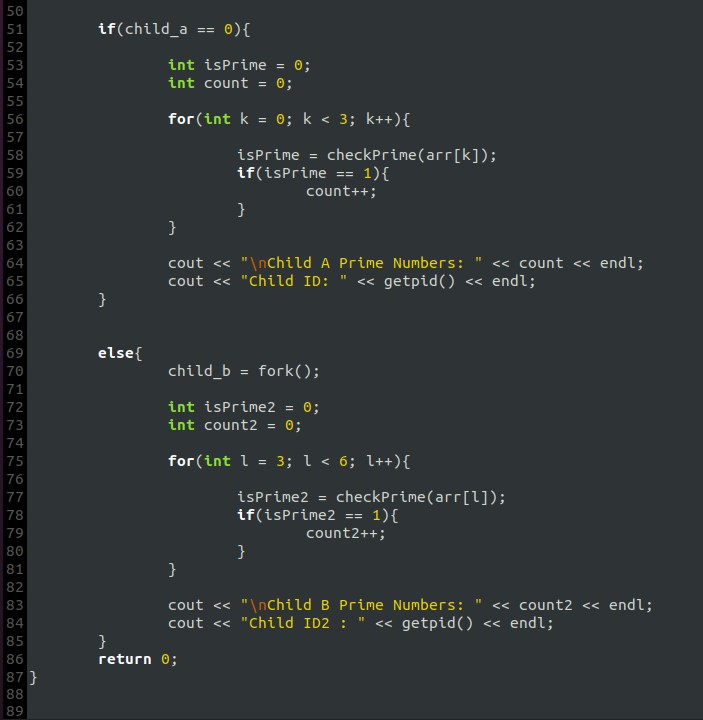 50
51 if(child_a == 0){
52
53 int isPrime = 0;
54 int count = 0;
55
56 for(int k = 0; k < 3; k++){
57
58 isPrime = checkPrime(arr[k]);
59 if(isPrime == 1){
60 count++;
61 }
62 }
63
64 cout << "\nChild A Prime Numbers: " << count << endl;
65 cout << "Child ID: " << getpid() << endl;
66 }
67
68
69 else{
70 child_b = fork();
71
72 int isPrime2 = 0;
73 int count2 = 0;
74
75 for(int l = 3; l < 6; l++){
76
77 isPrime2 = checkPrime(arr[l]);
78 if(isPrime2 == 1){
79 count2++;
80 }
81 }
82
83 cout << "\nChild B Prime Numbers: " << count2 << endl;
84 cout << "Child ID2 : " << getpid() << endl;
85 }
86 return 0;
87 }
88
89